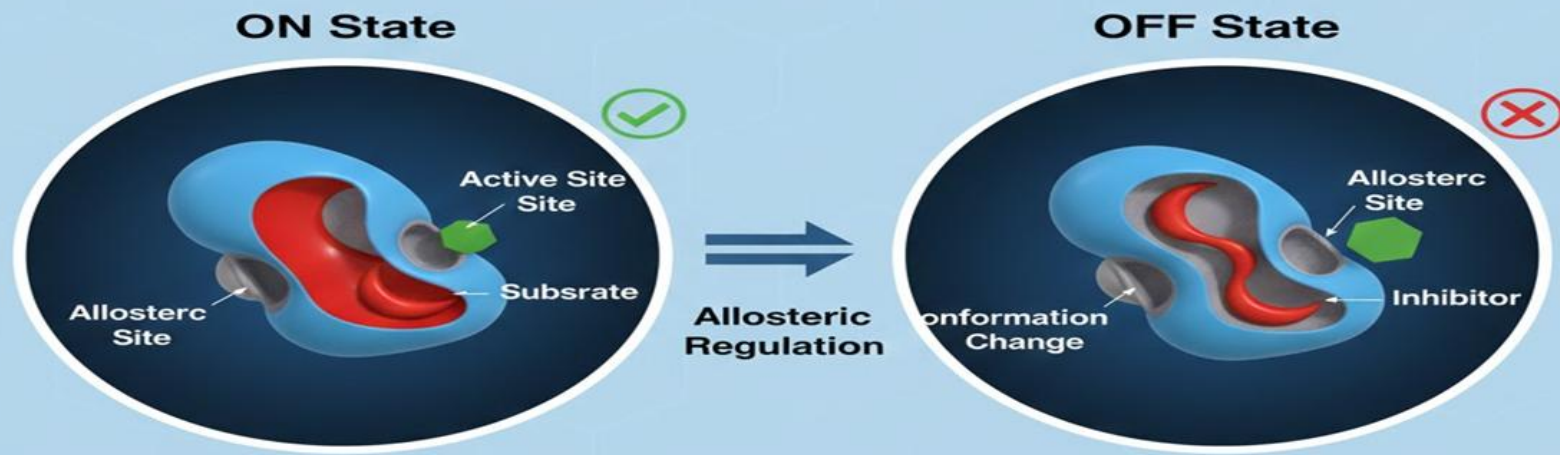 ON State
OFF State
Active Site
Site
Subsrate
Allosterc
Site
Allosteric
Regulation
Allosterc
Site
Inhibitor
onformation
Change